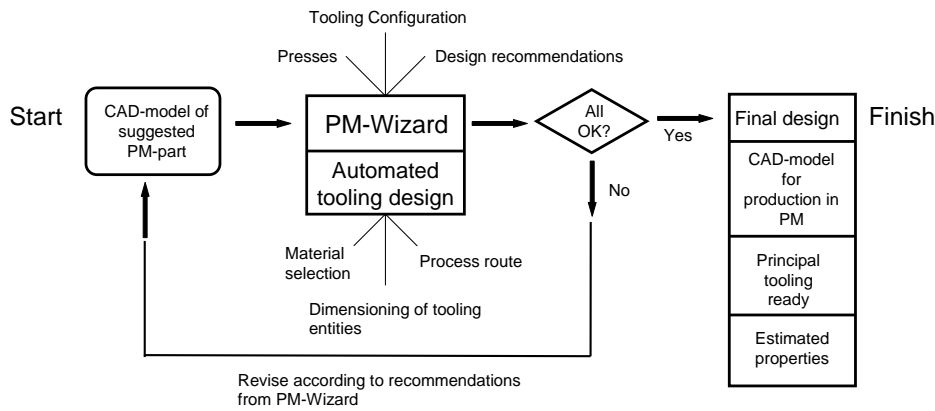 Tooling Configuration
Presses
Design recommendations
Start
CAD-model of
suggested
PM-part
PM-Wizard
Automated
tooling design
All
OK?
Yes
No
Final design
Finish
CAD-model
for
production in
PM
Principal
tooling
ready
Estimated
properties
Material
selection
Process route
Dimensioning of tooling
entities
Revise according to recommendations
from PM-Wizard